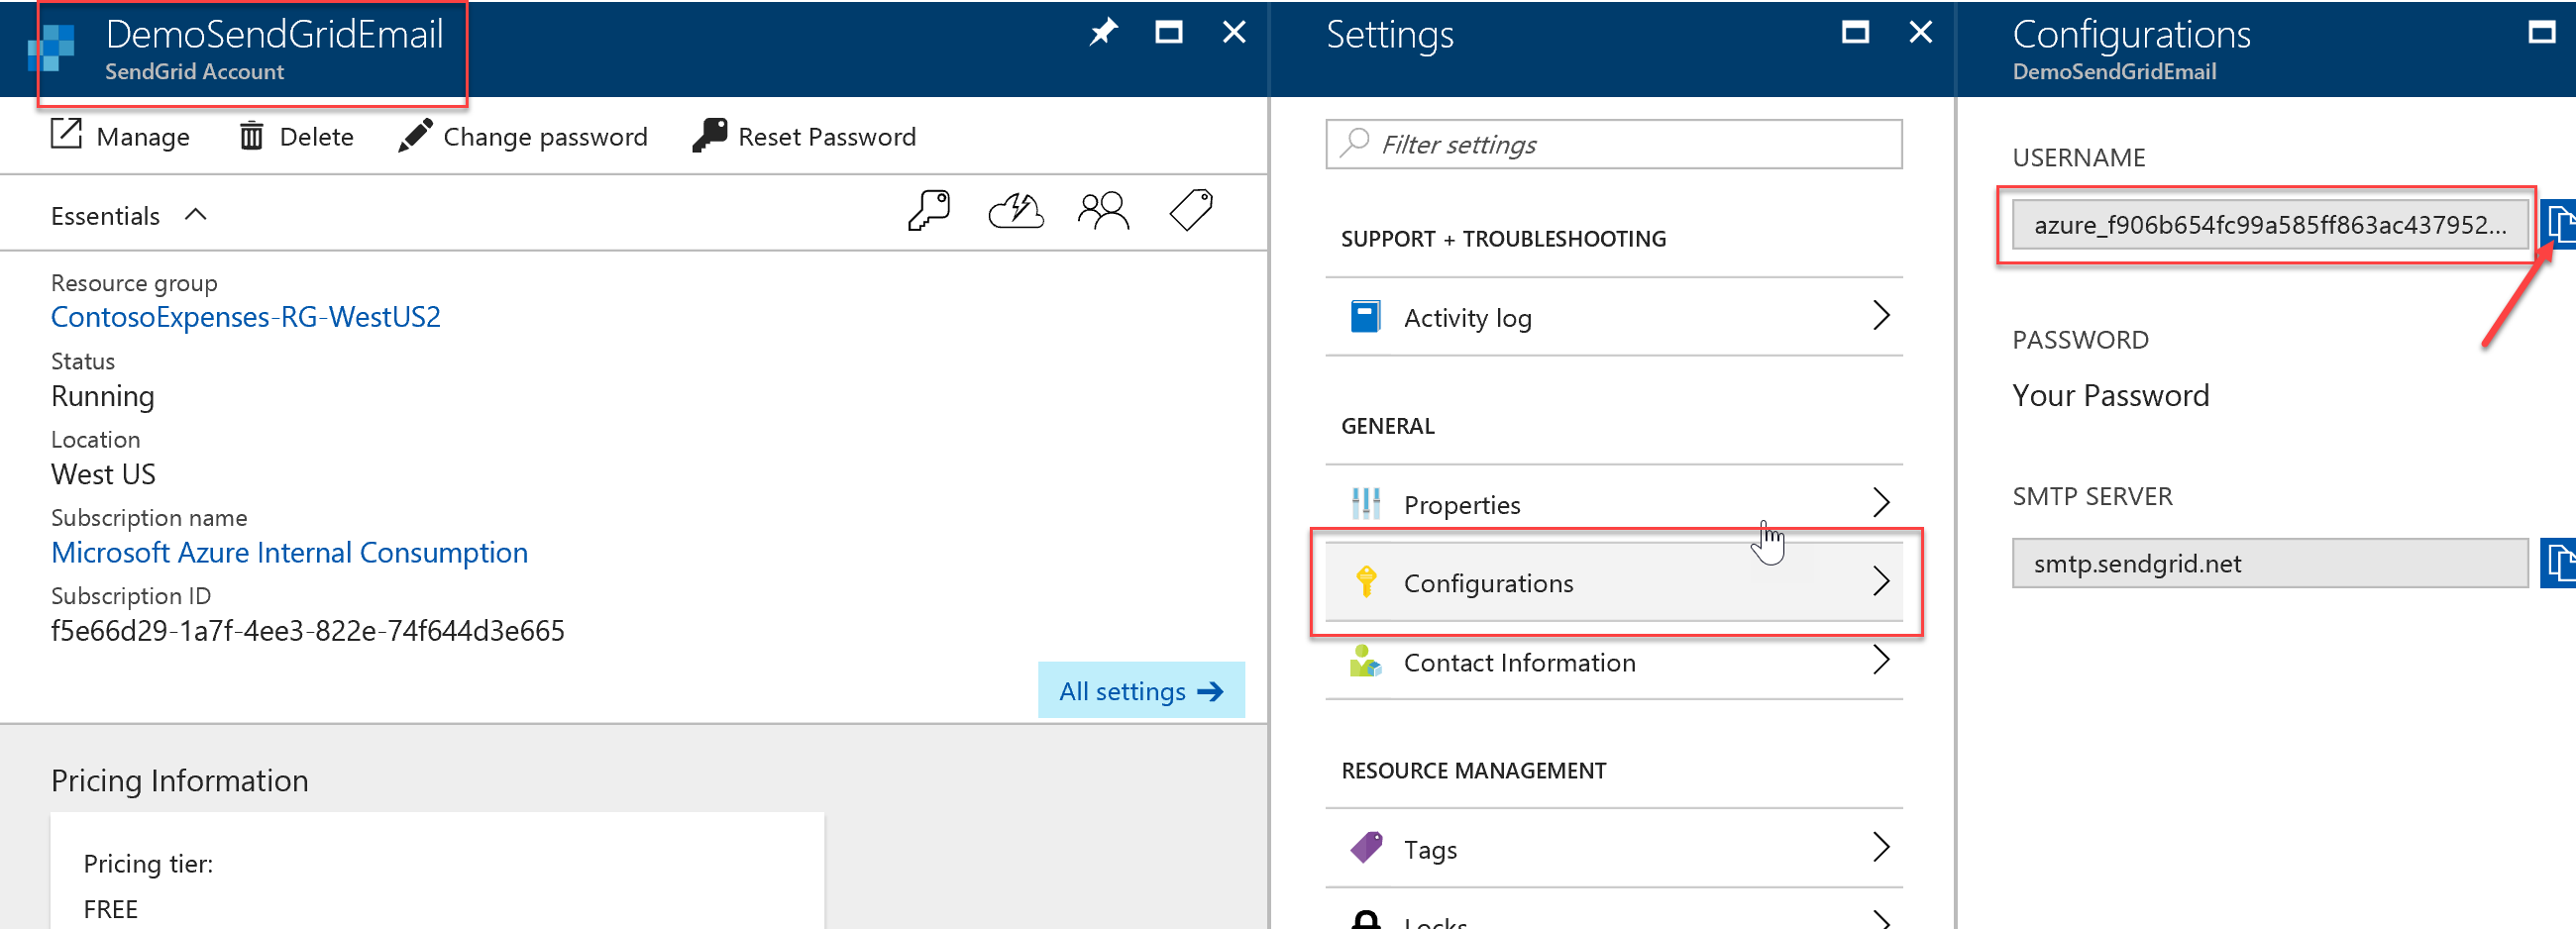 DemoSendGridEmail
SendGrid Account
Manage
Delete
Change password
Reset Password
Essentials
Resource group
ContosoExpenses-RG-WestUS2
Status
Running
Location
West US
Subscription name
Microsoft Azure Internal Consumption
Subscription ID
f5e66d29-1a7f-4ee3-822e-74f644d3e665
All settings
Pricing Information
Pricing tier:
FREE
Settings
Filter settings
SUPPORT + TROUBLESHOOTING
Activity log
GENERAL
Properties
Configurations
Contact Information
RESOURCE MANAGEMENT
Tags
Locks
Configurations
DemoSendGridEmail
USERNAME
azure_f906b654fc99a585ff863ac437952...
PASSWORD
Your Password
SMTP SERVER
smtp.sendgrid.net